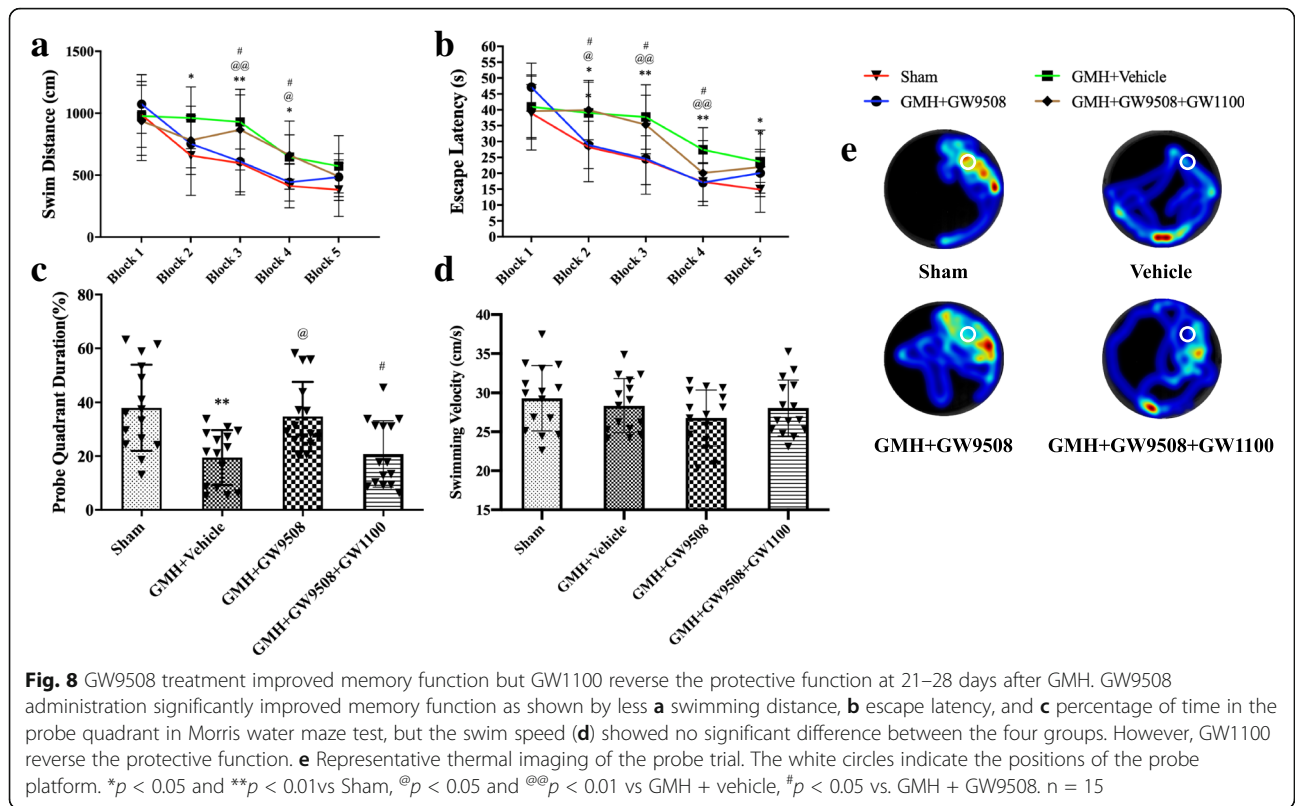 a
1500
1000
500
0
Swim Distance (cm)
*
#
@@
**
#
@
*
Block 1
Block 2
Block 3
Block 4
Block 5
b
60
55
50
45
40
35
30
25
20
15
10
5
0
Escape Latency (s)
#
@
*
*
#
@@
**
#
@@
**
*
*
Block 1
Block 2
Block 3
Block 4
Block 5
Sham
GMH+Vehicle
GMH+GW9508
GMH+GW9508+GW1100
c
80
60
40
20
0
Probe Quadrant Duration(%)
**
@
#
Sham
GMH+Vehicle
GMH+GW9508
GMH+GW9508+GW1100
d
40
35
30
25
20
15
Swimming Velocity (cm/s)
Sham
GMH+Vehicle
GMH+GW9508
GMH+GW9508+GW1100
e
Sham
Vehicle
GMH+GW9508
GMH+GW9508+GW1100
Fig. 8 GW9508 treatment improved memory function but GW1100 reverse the protective function at 21–28 days after GMH. GW9508
administration significantly improved memory function as shown by less a swimming distance, b escape latency, and c percentage of time in the
probe quadrant in Morris water maze test, but the swim speed (d) showed no significant difference between the four groups. However, GW1100
reverse the protective function. e Representative thermal imaging of the probe trial. The white circles indicate the positions of the probe
platform. *p < 0.05 and **p < 0.01vs Sham, @p < 0.05 and @@p < 0.01 vs GMH + vehicle, #p < 0.05 vs. GMH + GW9508. n = 15